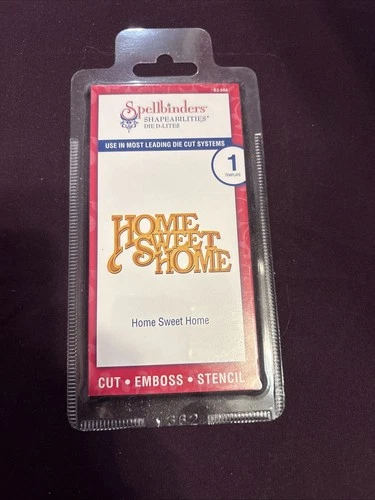 Spellbinders®
SHAPEABILITIES®
DIE D-LITES
USE IN MOST LEADING DIE CUT SYSTEMS
1
TEMPLATE
HOME
SWEET
HOME
Home Sweet Home
CUT • EMBOSS • STENCIL